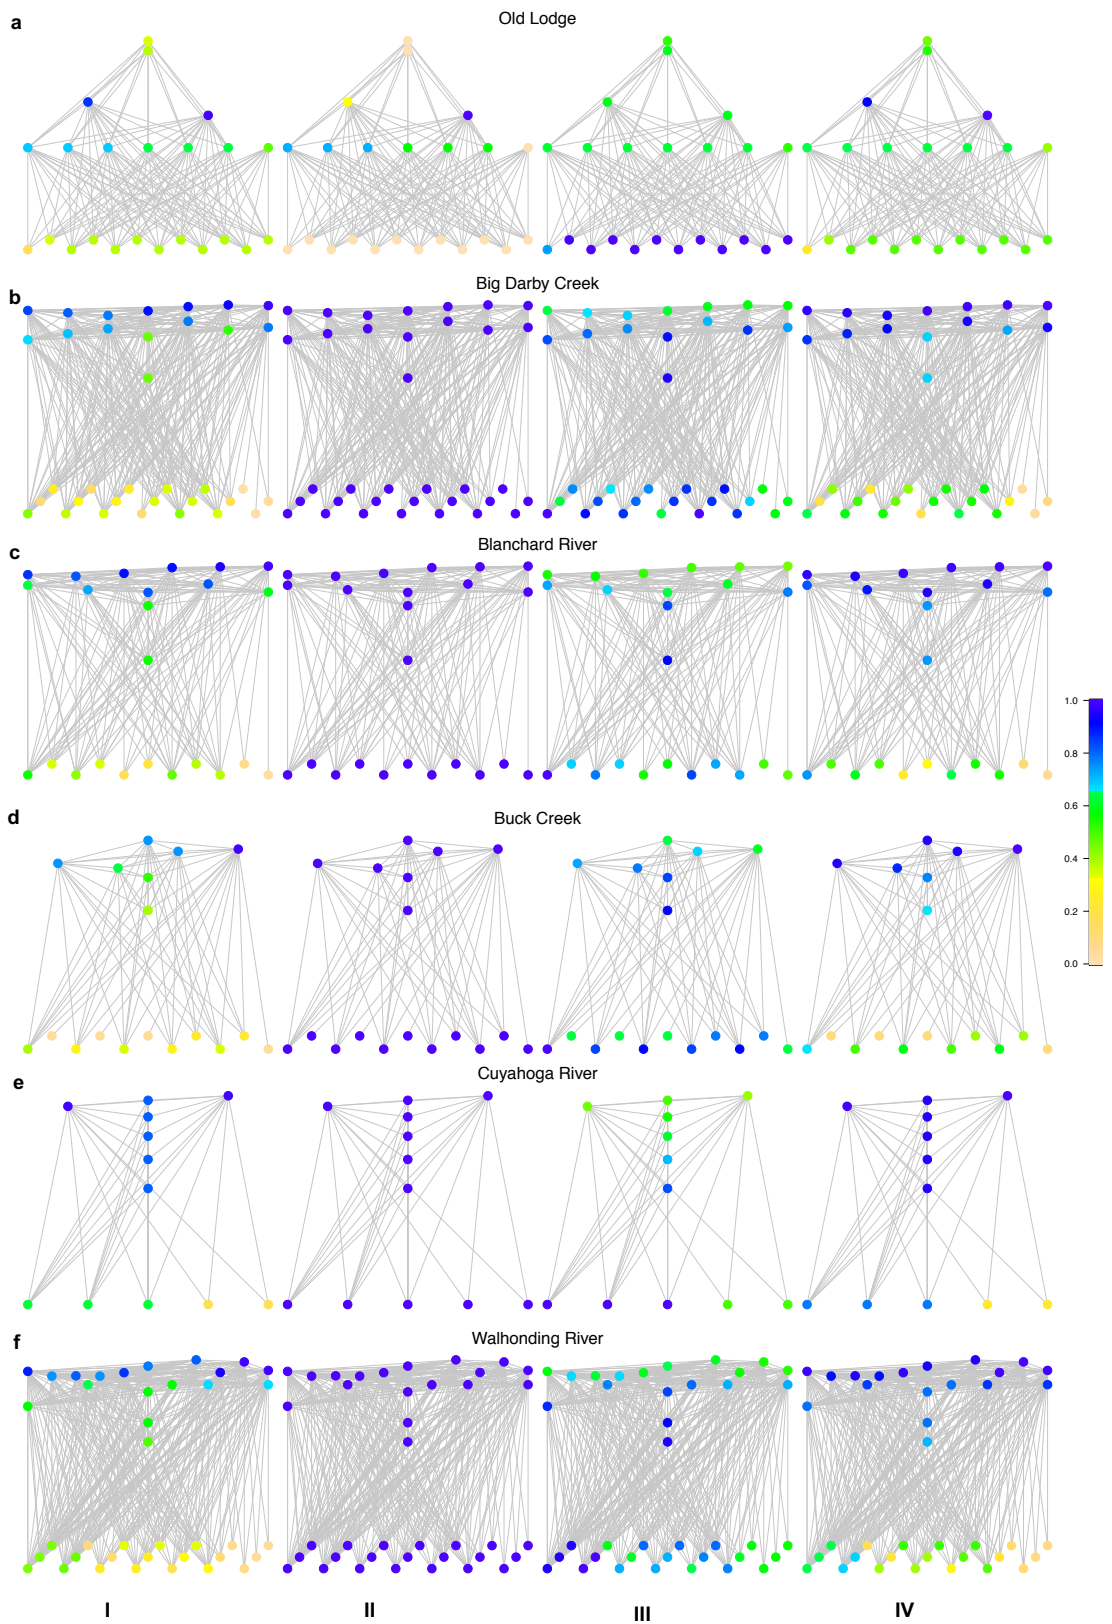 a
Old Lodge
b
Big Darby Creek
c
Blanchard River
1.0
0.8
0.6
0.4
0.2
0.0
d
Buck Creek
e
Cuyahoga River
f
Walhonding River
I
II
III
IV